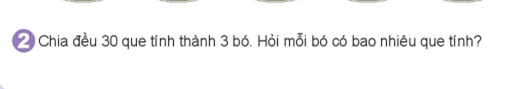 2 Chia đều 30 que tính thành 3 bó. Hỏi mỗi bó có bao nhiêu que tính?